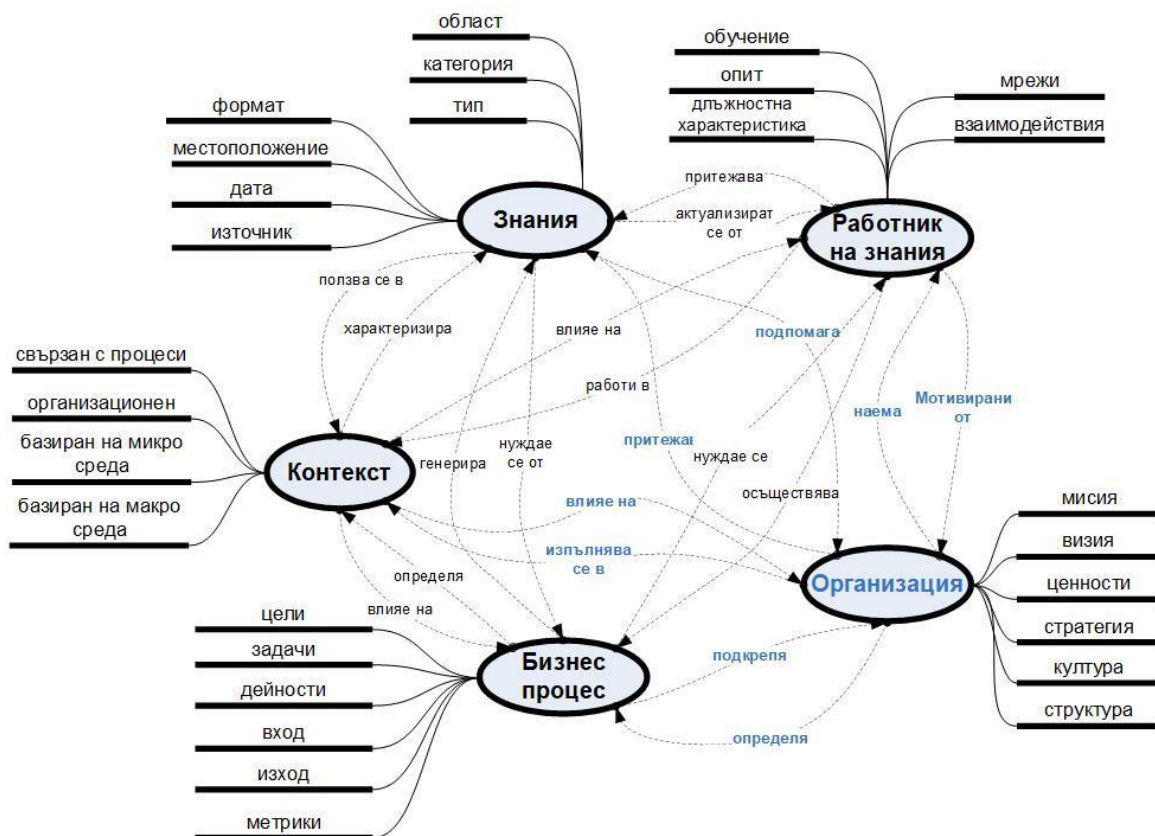 област
категория
тип
обучение
опит
длъжностна
характеристика
мрежи
взаимодействия
формат
местоположение
дата
източник
Знания
притежава
актуализират
се от
Работник
на знания
ползва се в
характеризира
влияе на
подпомага
работи в
наема
Мотивирани
от
свързан с процеси
организационен
базиран на микро
среда
базиран на макро
среда
Контекст
генерира
нуждае
се от
притежав
нуждае се
осъществява
влияе на
изпълнява
се в
Организация
мисия
визия
ценности
стратегия
култура
структура
определя
влияе на
цели
задачи
дейности
вход
изход
метрики
Бизнес
процес
подкрепя
определя